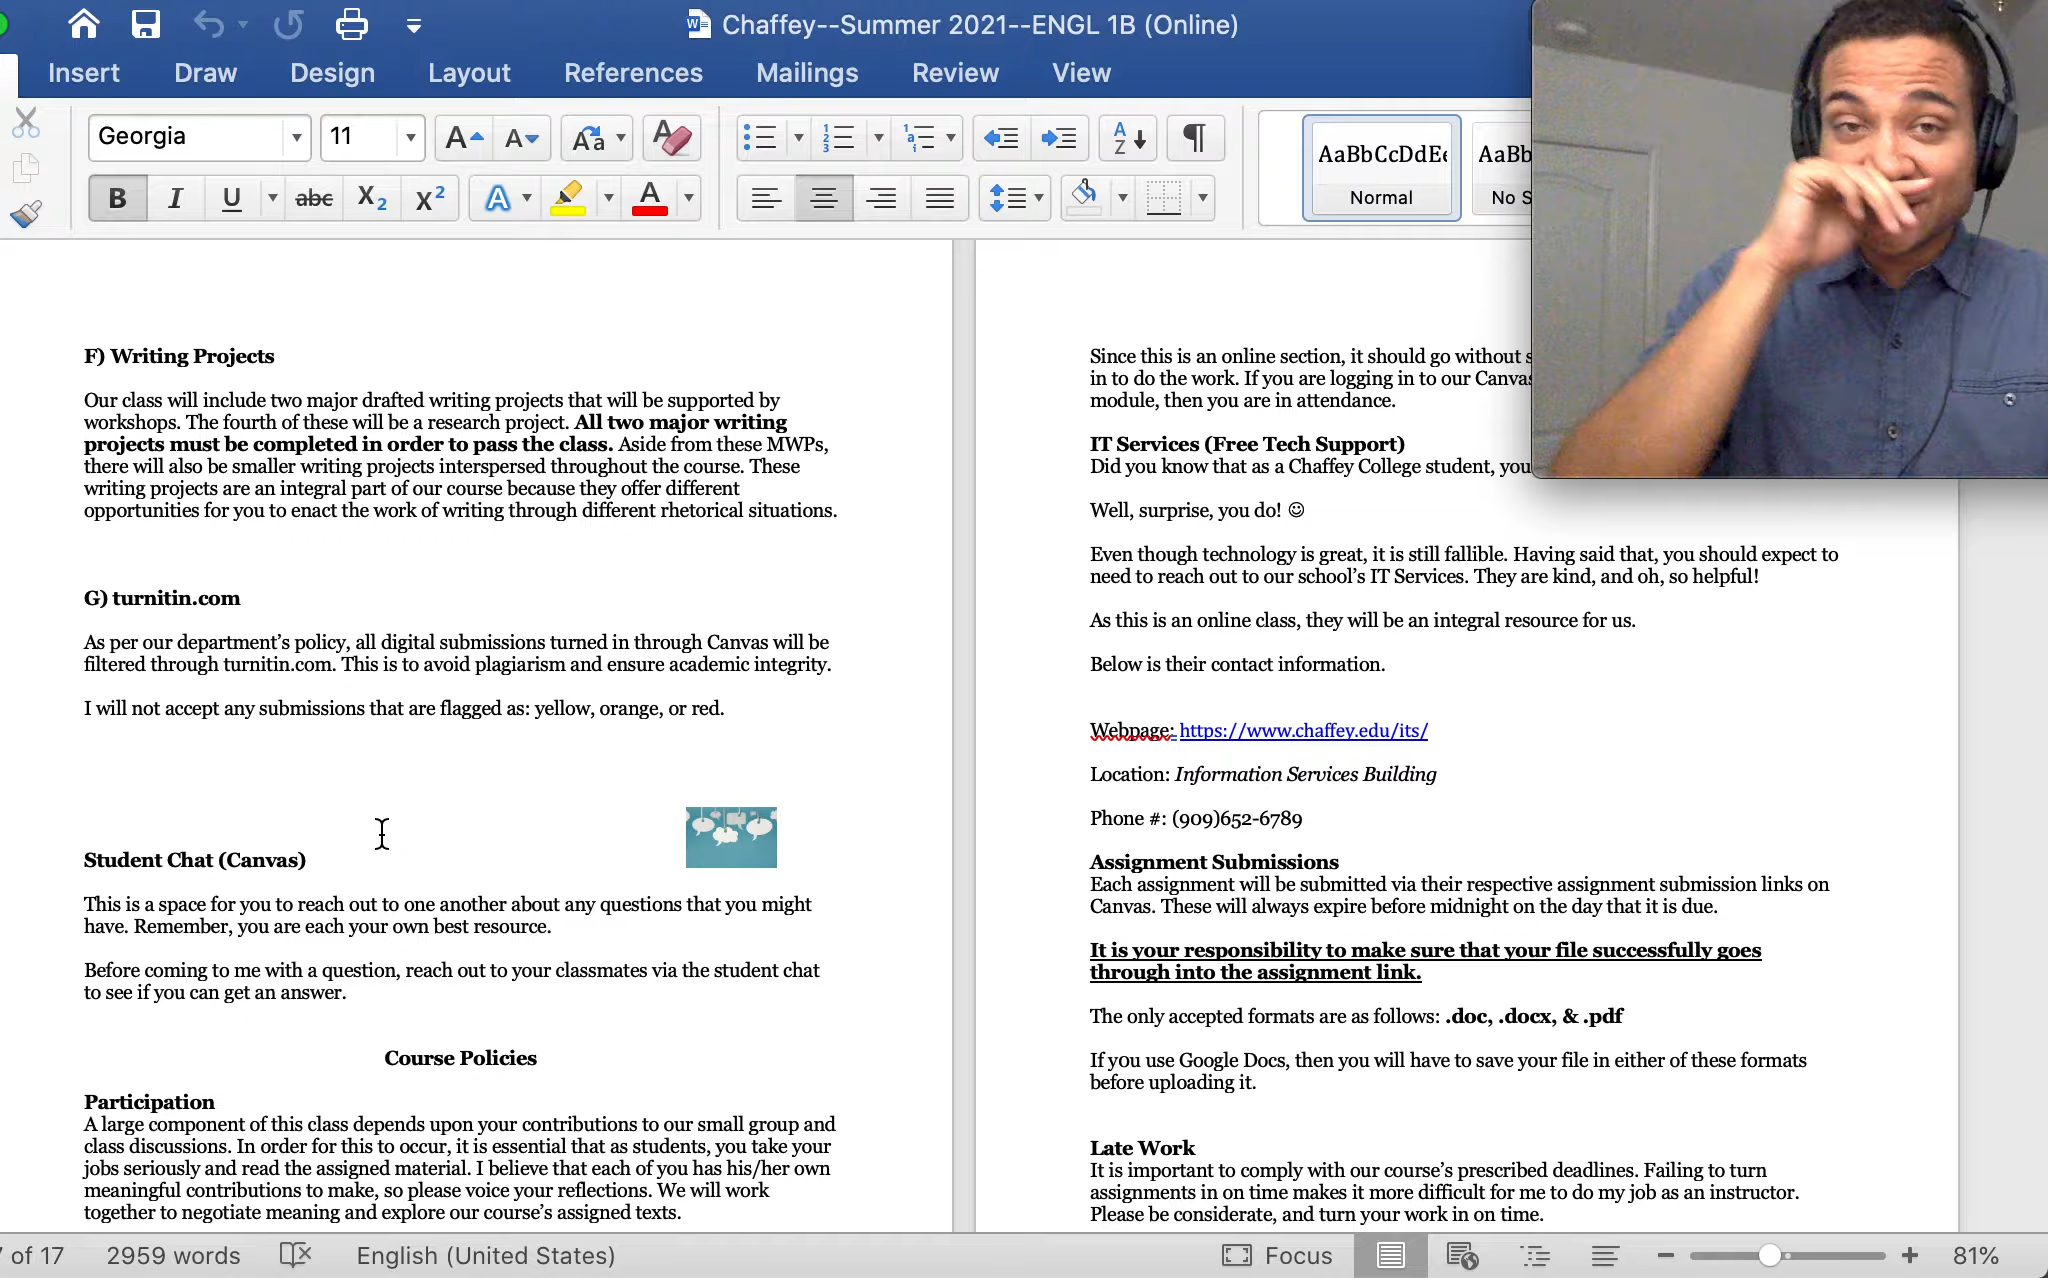 Chaffey--Summer 2021--ENGL 1B (Online)
Insert Draw Design Layout References Mailings Review View
Georgia 11
AaBbCcDdEe AaBb
Normal No S
F) Writing Projects
Our class will include two major drafted writing projects that will be supported by
workshops. The fourth of these will be a research project. All two major writing
projects must be completed in order to pass the class. Aside from these MWPs,
there will also be smaller writing projects interspersed throughout the course. These
writing projects are an integral part of our course because they offer different
opportunities for you to enact the work of writing through different rhetorical situations.
G) turnitin.com
As per our department's policy, all digital submissions turned in through Canvas will be
filtered through turnitin.com. This is to avoid plagiarism and ensure academic integrity.
I will not accept any submissions that are flagged as: yellow, orange, or red.
Student Chat (Canvas)
This is a space for you to reach out to one another about any questions that you might
have. Remember, you are each your own best resource.
Before coming to me with a question, reach out to your classmates via the student chat
to see if you can get an answer.
Course Policies
Participation
A large component of this class depends upon your contributions to our small group and
class discussions. In order for this to occur, it is essential that as students, you take your
jobs seriously and read the assigned material. I believe that each of you has his/her own
meaningful contributions to make, so please voice your reflections. We will work
together to negotiate meaning and explore our course's assigned texts.
Since this is an online section, it should go without
in to do the work. If you are logging in to our Canvas
module, then you are in attendance.
IT Services (Free Tech Support)
Did you know that as a Chaffey College student, you
Well, surprise, you do! ☺
Even though technology is great, it is still fallible. Having said that, you should expect to
need to reach out to our school's IT Services. They are kind, and oh, so helpful!
As this is an online class, they will be an integral resource for us.
Below is their contact information.
Webpage: https://www.chaffey.edu/its/
Location: Information Services Building
Phone #: (909)652-6789
Assignment Submissions
Each assignment will be submitted via their respective assignment submission links on
Canvas. These will always expire before midnight on the day that it is due.
It is your responsibility to make sure that your file successfully goes
through into the assignment link.
The only accepted formats are as follows: .doc, .docx, & .pdf
If you use Google Docs, then you will have to save your file in either of these formats
before uploading it.
Late Work
It is important to comply with our course's prescribed deadlines. Failing to turn
assignments in on time makes it more difficult for me to do my job as an instructor.
Please be considerate, and turn your work in on time.
of 17 2959 words English (United States) Focus 81%